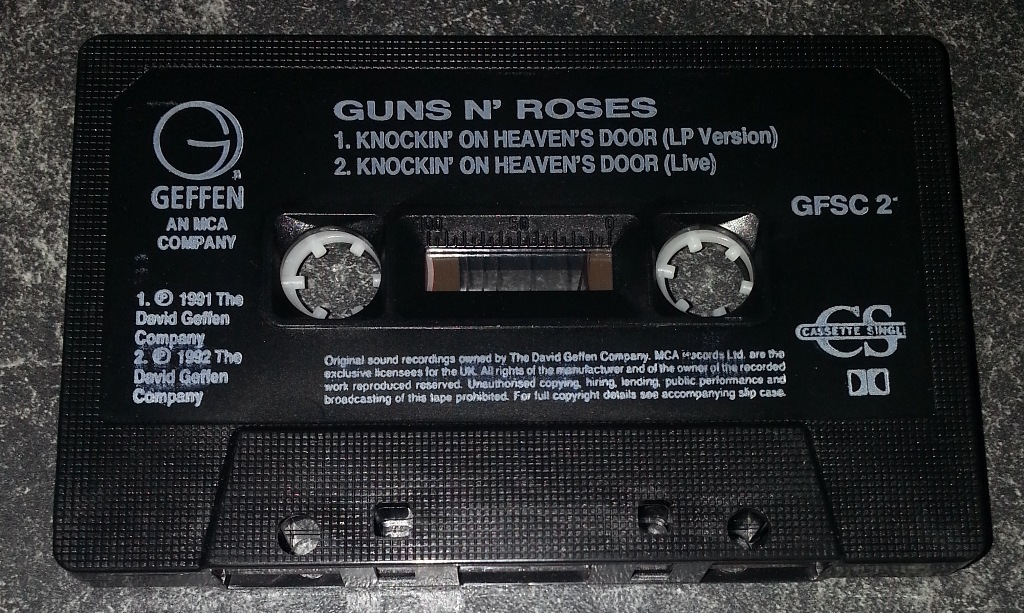 GUNS N' ROSES
1. KNOCKIN' ON HEAVEN'S DOOR (LP Version)
2. KNOCKIN' ON HEAVEN'S DOOR (Live)
G
GEFFEN
AN MCA
COMPANY
GFSC 2
50 0
1. ℗ 1991 The
David Geffen
Company
2. ℗ 1992 The
David Geffen
Company
CS
CASSETTE SINGL
Original sound recordings owned by The David Geffen Company. MCA Records Ltd. are the
exclusive licensees for the UK. All rights of the manufacturer and of the owner of the recorded
work reproduced reserved. Unauthorised copying, hiring, lending, public performance and
broadcasting of this tape prohibited. For full copyright details see accompanying slip case.